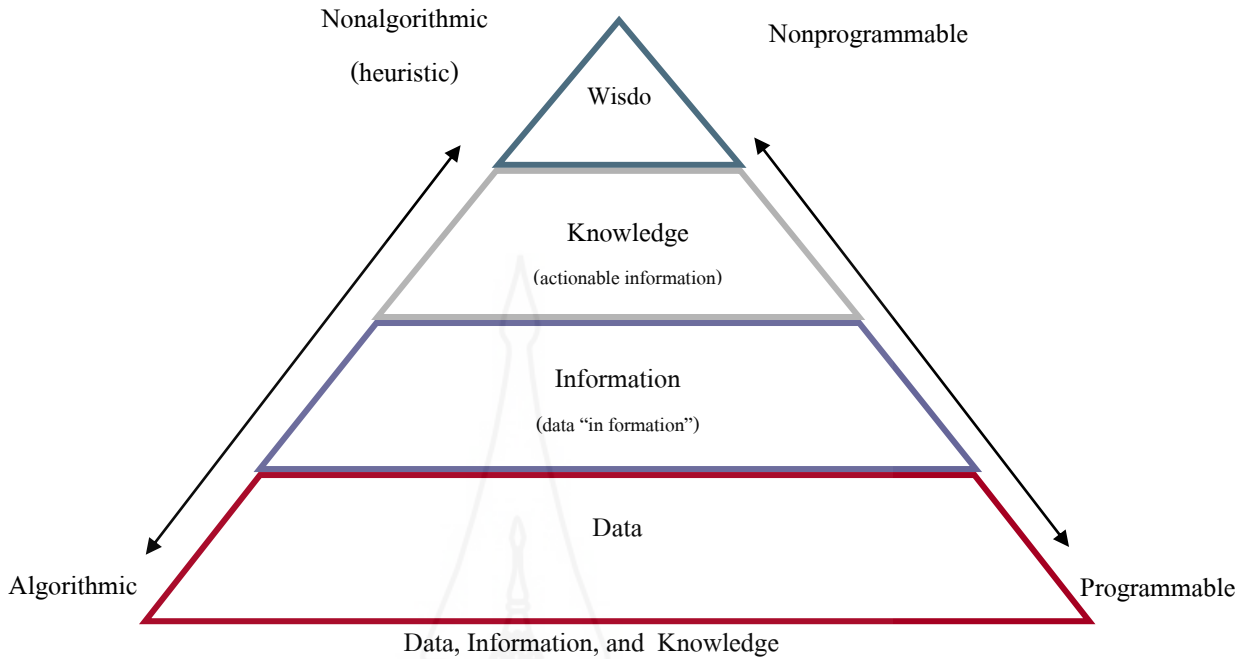 Nonalgorithmic
(heuristic)
Nonprogrammable
Wisdo
Knowledge
(actionable information)
Information
(data “in formation”)
Data
Algorithmic
Programmable
Data, Information, and Knowledge